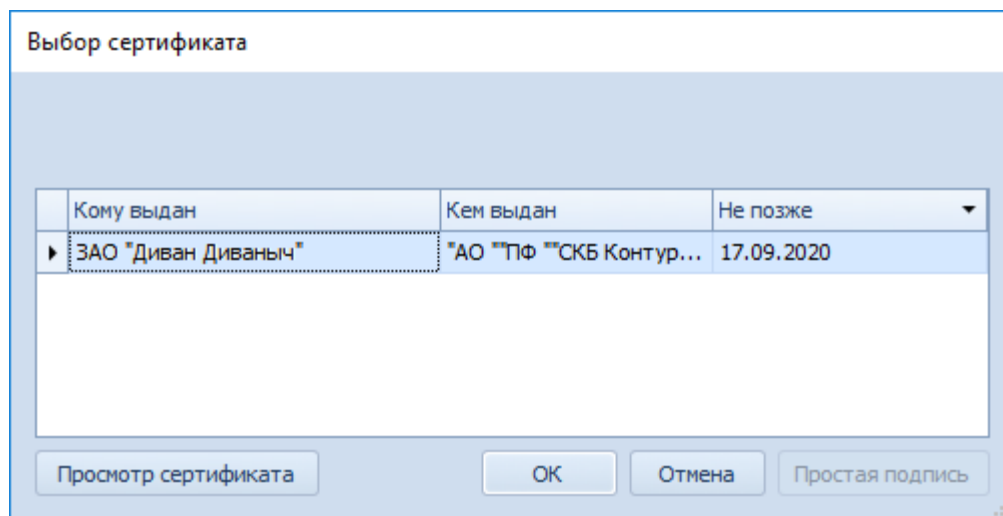 Выбор сертификата
Кому выдан Кем выдан Не позже
ЗАО "Диван Диваныч" "АО ""ПФ ""СКБ Контур... 17.09.2020
Просмотр сертификата ОК Отмена Простая подпись